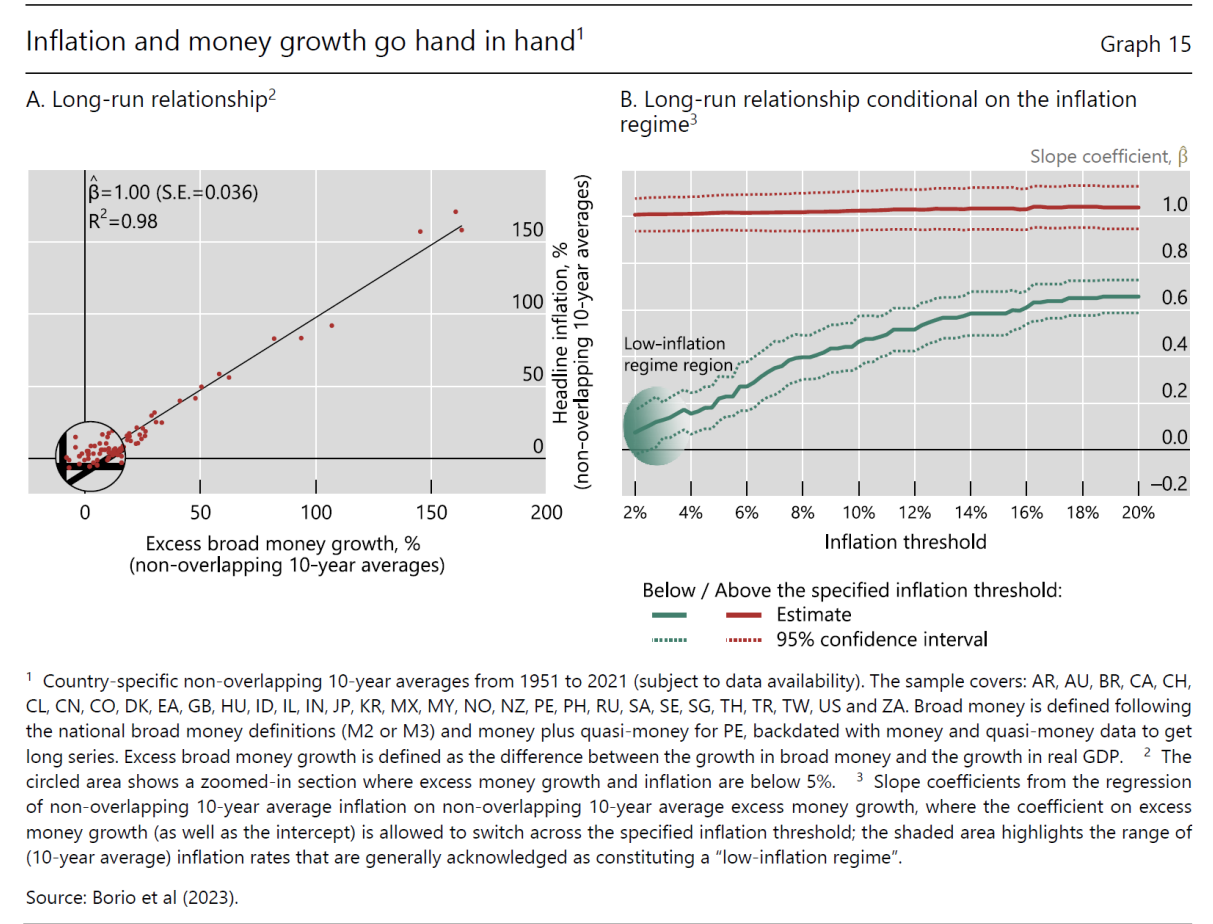 Inflation and money growth go hand in hand¹
Graph 15
A. Long-run relationship²
β̂=1.00 (S.E.=0.036)
R²=0.98
150
100
50
0
Headline inflation, %
(non-overlapping 10-year averages)
0 50 100 150 200
Excess broad money growth, %
(non-overlapping 10-year averages)
B. Long-run relationship conditional on the inflation
regime³
Slope coefficient, β̂
1.0
0.8
0.6
0.4
0.2
0.0
–0.2
Low-inflation
regime region
2% 4% 6% 8% 10% 12% 14% 16% 18% 20%
Inflation threshold
Below / Above the specified inflation threshold:
Estimate
95% confidence interval
¹ Country-specific non-overlapping 10-year averages from 1951 to 2021 (subject to data availability). The sample covers: AR, AU, BR, CA, CH,
CL, CN, CO, DK, EA, GB, HU, ID, IL, IN, JP, KR, MX, MY, NO, NZ, PE, PH, RU, SA, SE, SG, TH, TR, TW, US and ZA. Broad money is defined following
the national broad money definitions (M2 or M3) and money plus quasi-money for PE, backdated with money and quasi-money data to get
long series. Excess broad money growth is defined as the difference between the growth in broad money and the growth in real GDP. ² The
circled area shows a zoomed-in section where excess money growth and inflation are below 5%. ³ Slope coefficients from the regression
of non-overlapping 10-year average inflation on non-overlapping 10-year average excess money growth, where the coefficient on excess
money growth (as well as the intercept) is allowed to switch across the specified inflation threshold; the shaded area highlights the range of
(10-year average) inflation rates that are generally acknowledged as constituting a “low-inflation regime”.
Source: Borio et al (2023).